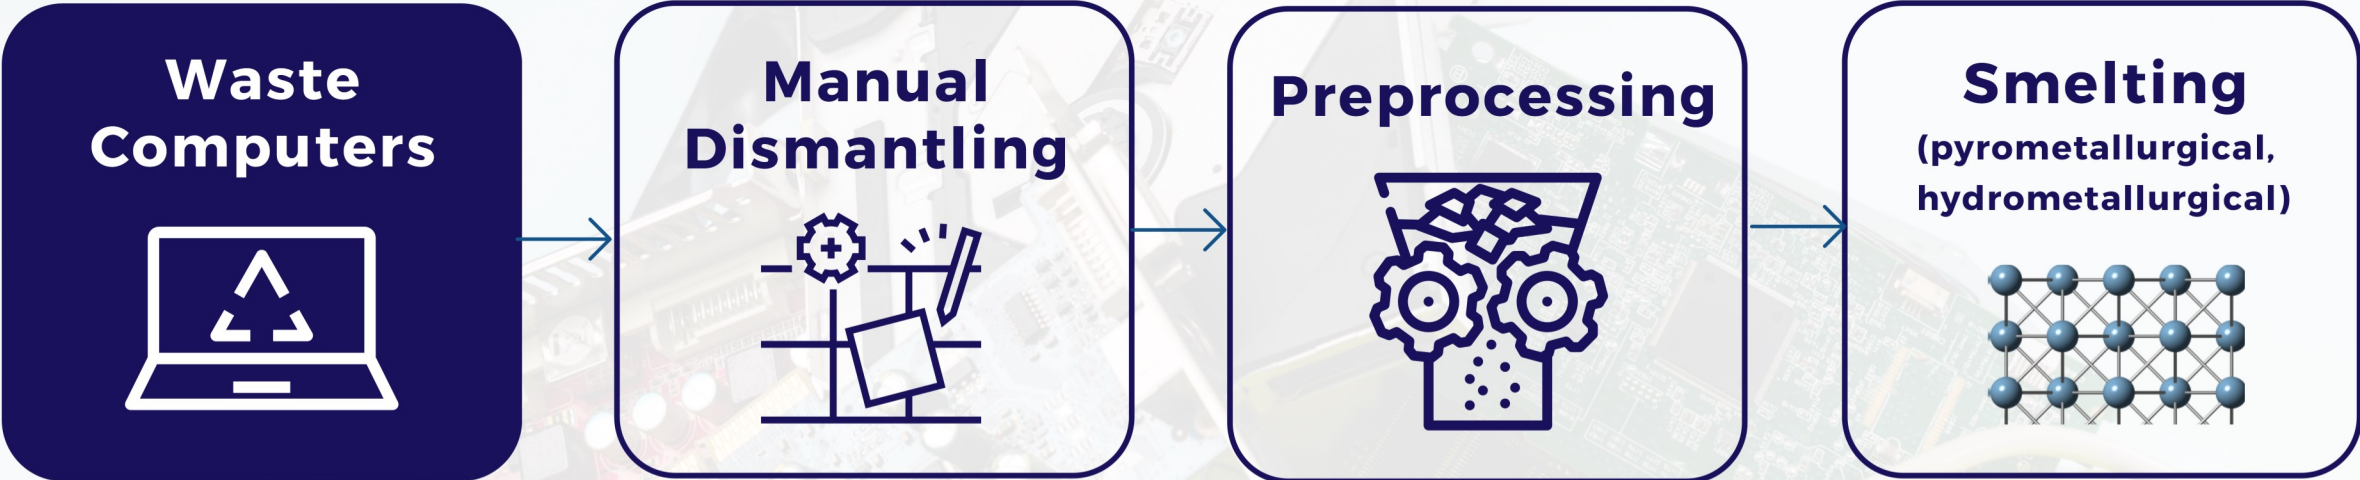 Waste
Computers
Manual
Dismantling
Preprocessing
Smelting
(pyrometallurgical,
hydrometallurgical)